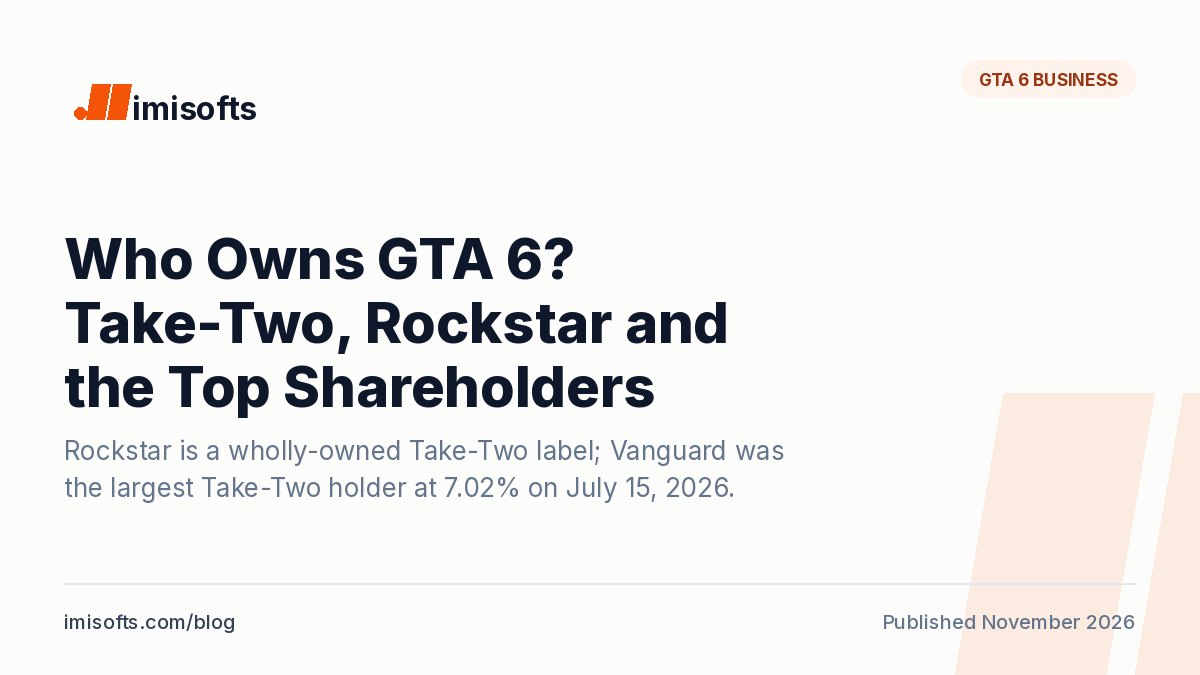 imisofts
GTA 6 BUSINESS
Who Owns GTA 6?
Take-Two, Rockstar and
the Top Shareholders
Rockstar is a wholly-owned Take-Two label; Vanguard was
the largest Take-Two holder at 7.02% on July 15, 2026.
imisofts.com/blog
Published November 2026